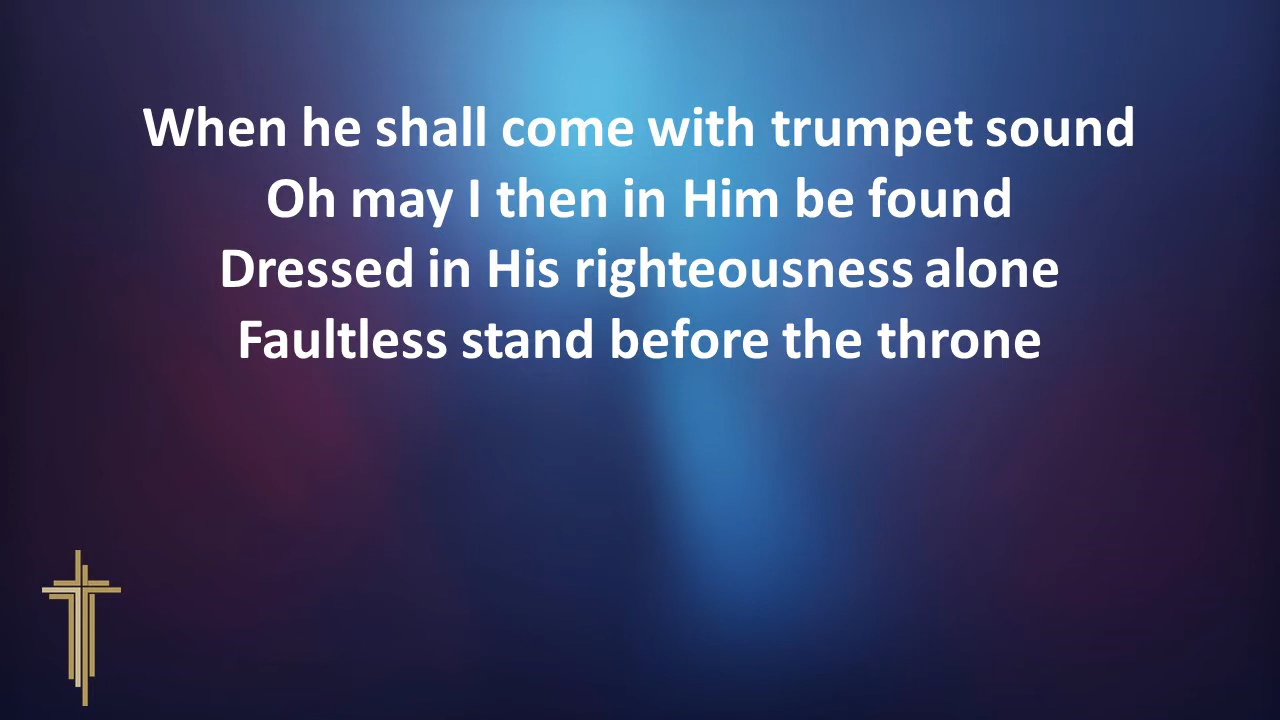 When he shall come with trumpet sound
Oh may I then in Him be found
Dressed in His righteousness alone
Faultless stand before the throne